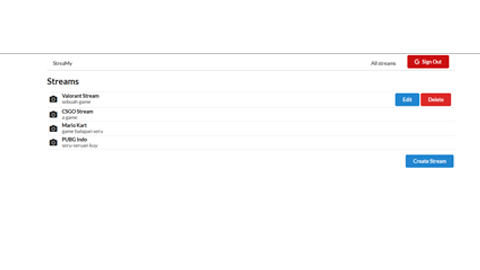 StreaMy
All streams
Sign Out
Streams
Valorant Stream
sebuah game
Edit
Delete
CSGO Stream
a game
Mario Kart
game balapan seru
PUBG Indo
seru-seruan kuy
Create Stream